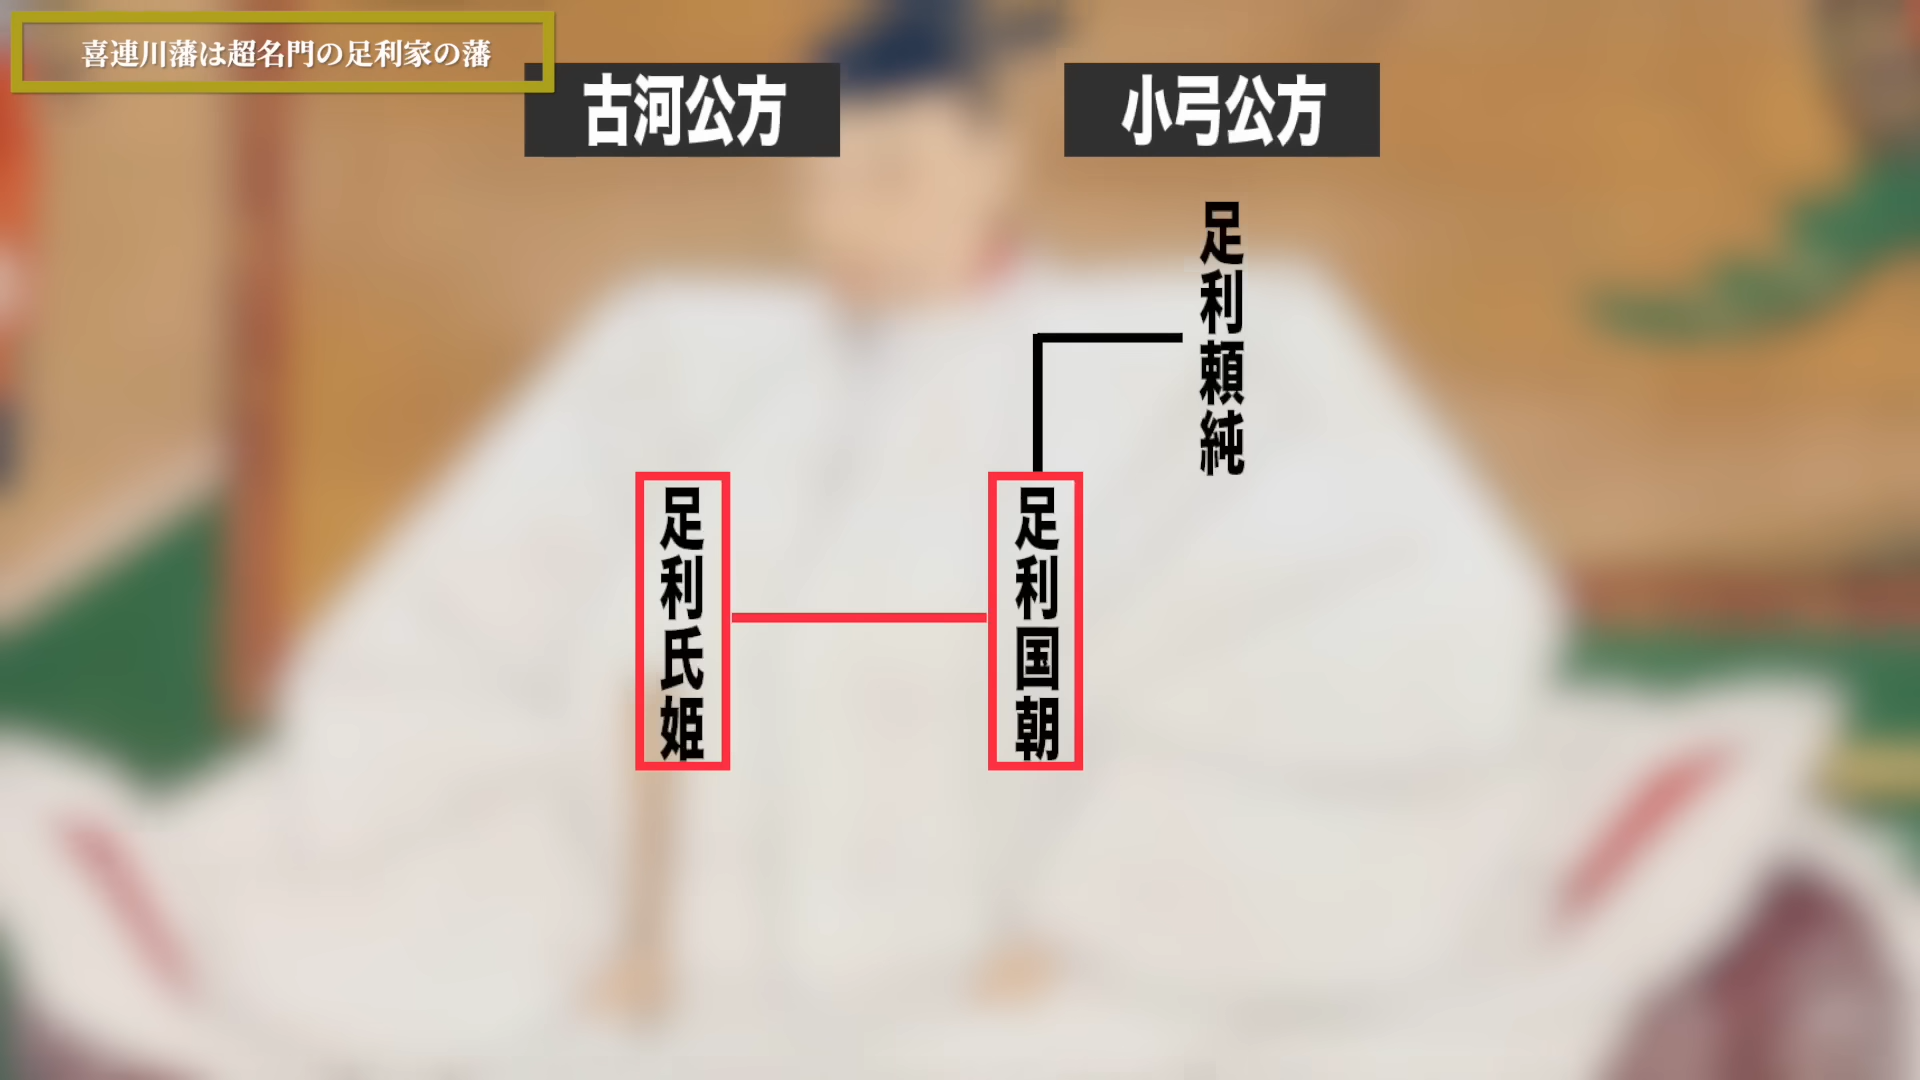 喜連川藩は超名門の足利家の藩
古河公方
小弓公方
足利頼純
足利国朝
足利氏姫